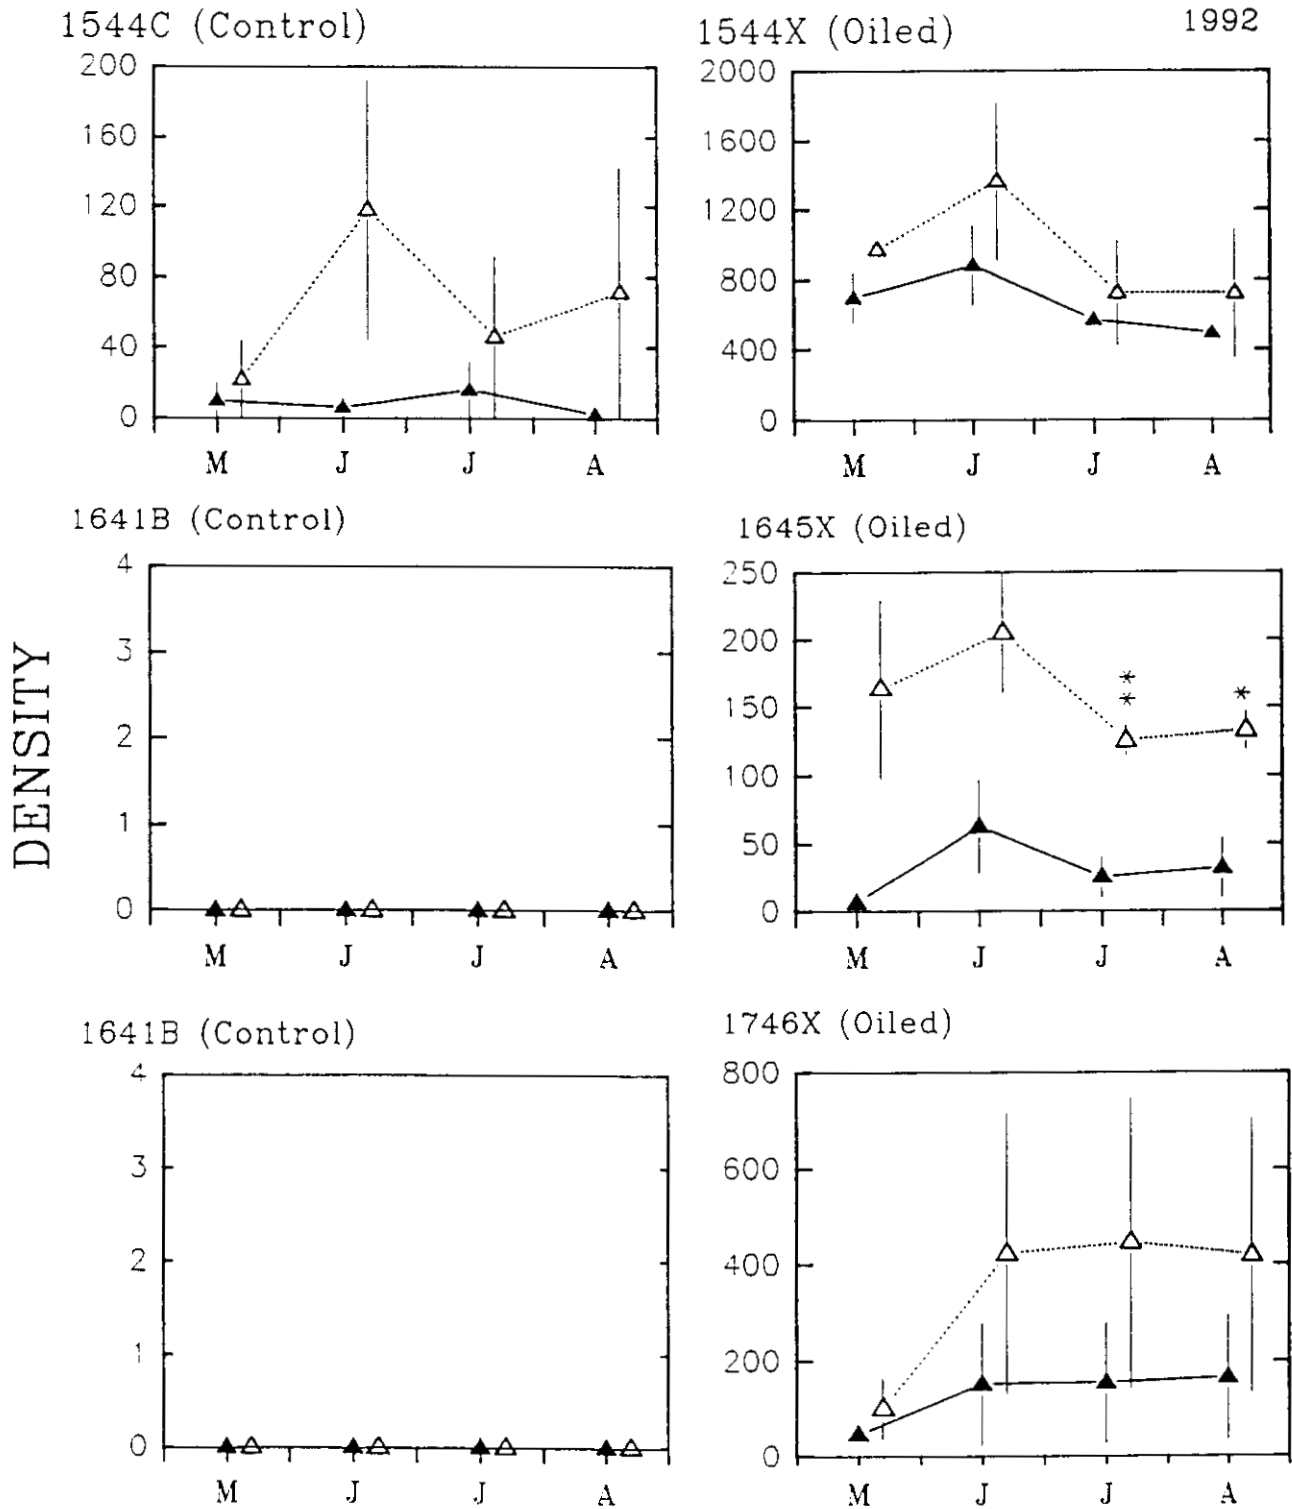 1544C (Control)
1544X (Oiled)
1992
200
160
120
80
40
0
M J J A
2000
1600
1200
800
400
0
M J J A
DENSITY
1641B (Control)
4
3
2
1
0
M J J A
1645X (Oiled)
250
200
150
100
50
0
*
*
*
M J J A
1641B (Control)
4
3
2
1
0
M J J A
1746X (Oiled)
800
600
400
200
0
M J J A